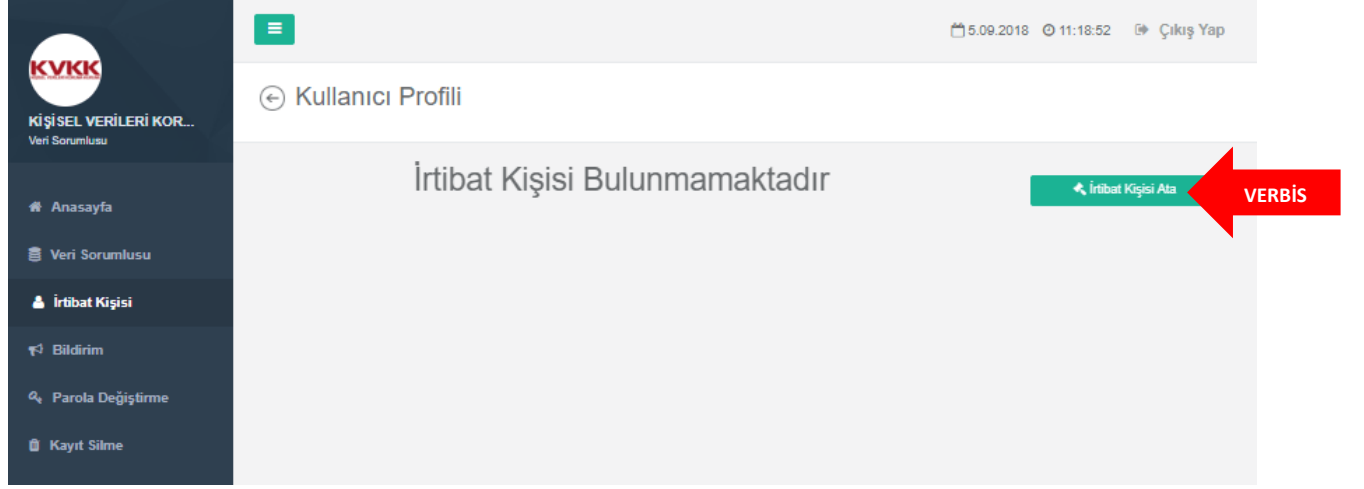 KVKK
KİŞİSEL VERİLERİ KOR...
Veri Sorumlusu
Anasayfa
Veri Sorumlusu
İrtibat Kişisi
Bildirim
Parola Değiştirme
Kayıt Silme
5.09.2018 11:18:52 Çıkış Yap
Kullanıcı Profili
İrtibat Kişisi Bulunmamaktadır
İrtibat Kişisi Ata
VERBİS